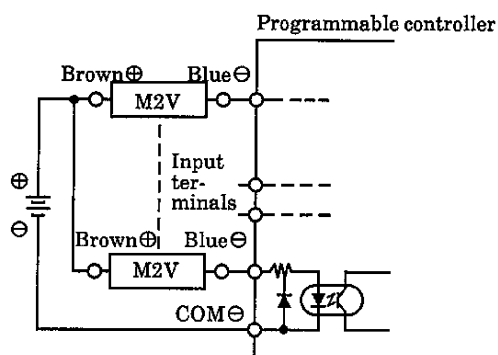 Programmable controller
Brown⊕ Blue⊖
M2V
Input
ter-
minals
⊕
⊖
Brown⊕ Blue⊖
M2V
COM⊖